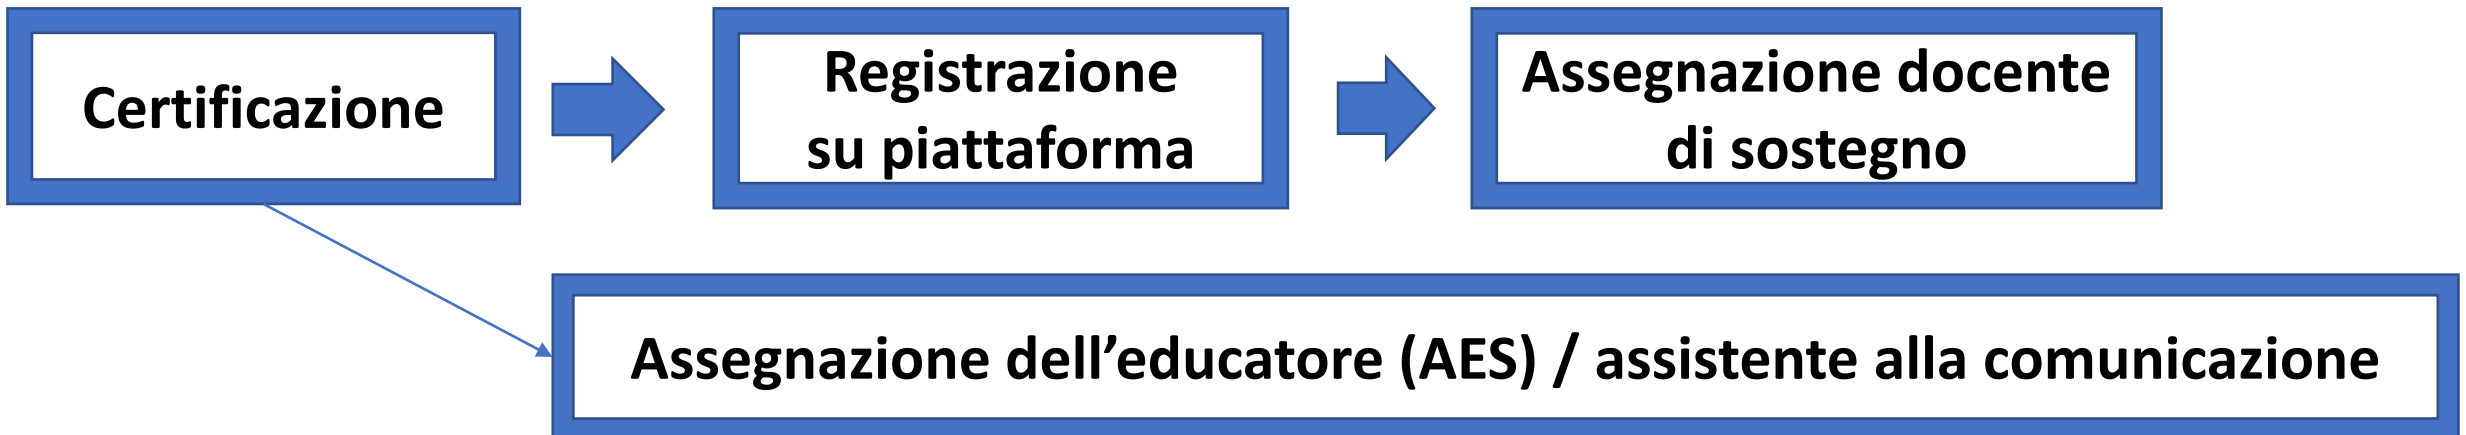 Certificazione
Registrazione
su piattaforma
Assegnazione docente
di sostegno
Assegnazione dell’educatore (AES) / assistente alla comunicazione